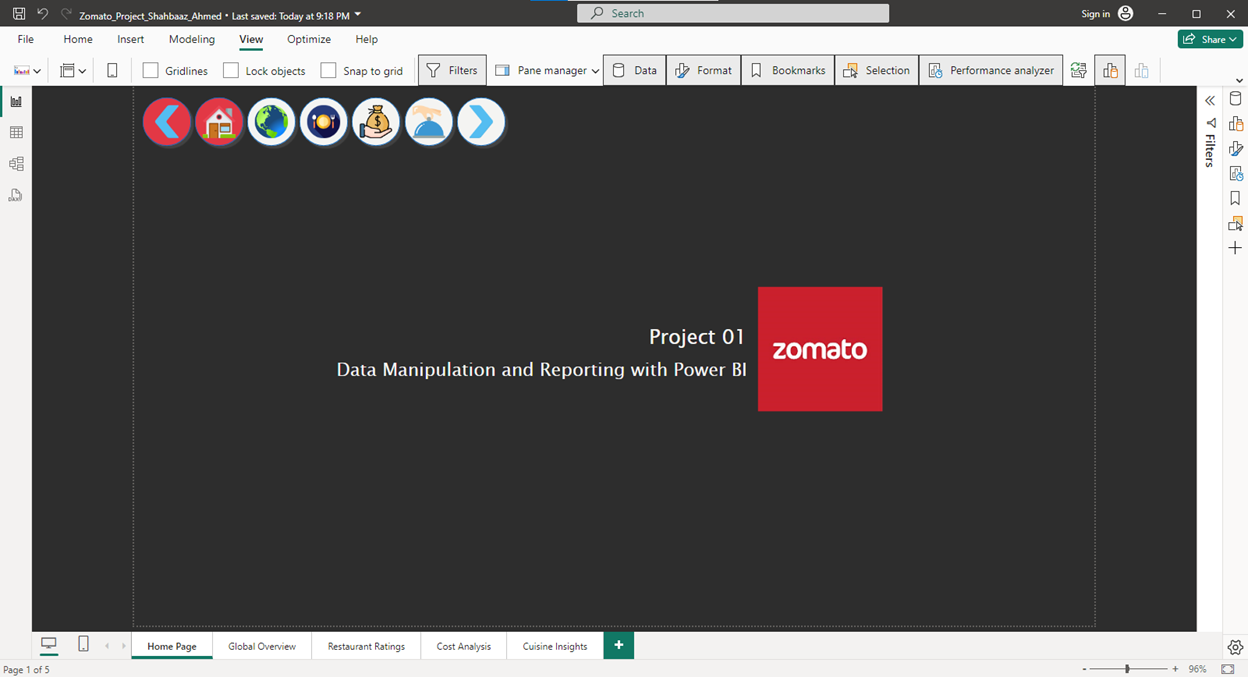 Zomato_Project_Shahbaaz_Ahmed • Last saved: Today at 9:18 PM
Search
Sign in
File Home Insert Modeling View Optimize Help
Share
Gridlines Lock objects Snap to grid Filters Pane manager Data Format Bookmarks Selection Performance analyzer
Filters
$
Project 01
Data Manipulation and Reporting with Power BI
zomato
Home Page Global Overview Restaurant Ratings Cost Analysis Cuisine Insights +
Page 1 of 5
- + 96%